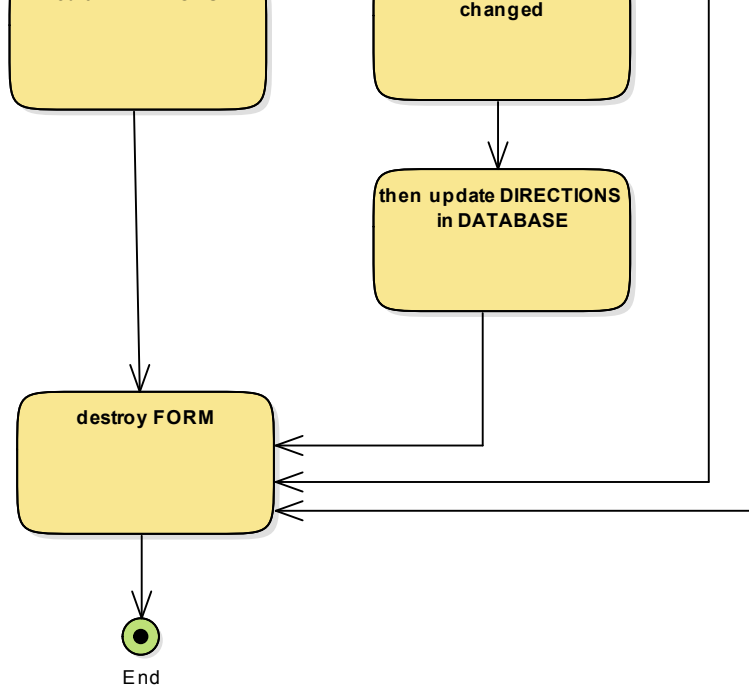 changed
then update DIRECTIONS
in DATABASE
destroy FORM
End